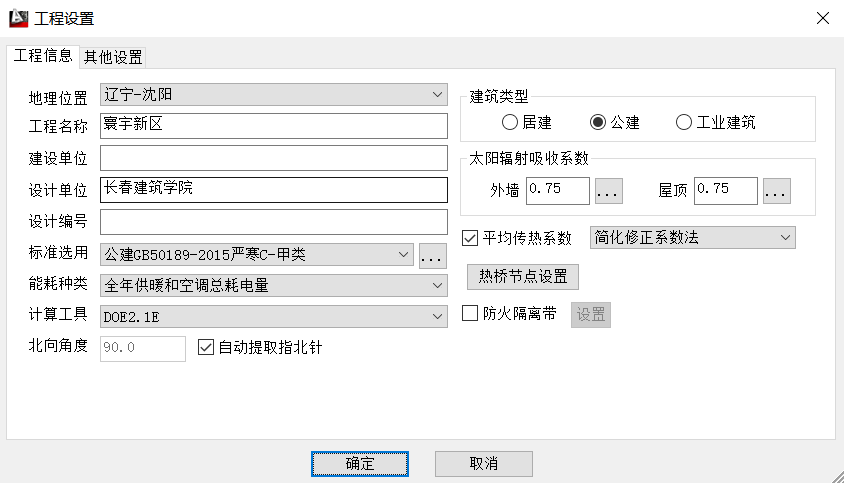 工程设置
工程信息 其他设置
地理位置 辽宁-沈阳
工程名称 寰宇新区
建设单位
设计单位 长春建筑学院
设计编号
标准选用 公建GB50189-2015严寒C-甲类 ...
能耗种类 全年供暖和空调总耗电量
计算工具 DOE2.1E
北向角度 90.0 自动提取指北针
建筑类型
居建 公建 工业建筑
太阳辐射吸收系数
外墙 0.75 ... 屋顶 0.75 ...
平均传热系数 简化修正系数法
热桥节点设置
防火隔离带 设置
确定 取消